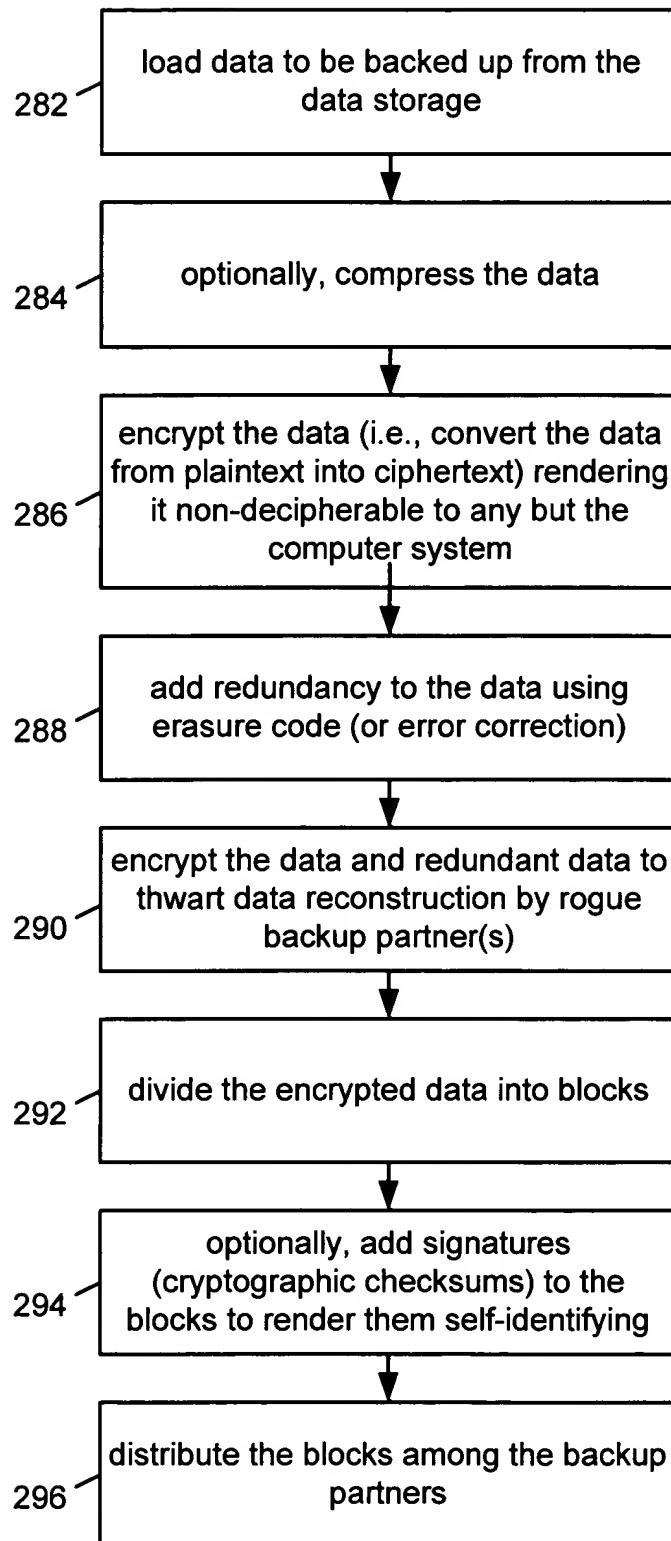 load data to be backed up from the
data storage
282
optionally, compress the data
284
encrypt the data (i.e., convert the data
from plaintext into ciphertext) rendering
it non-decipherable to any but the
computer system
286
add redundancy to the data using
erasure code (or error correction)
288
encrypt the data and redundant data to
thwart data reconstruction by rogue
backup partner(s)
290
divide the encrypted data into blocks
292
optionally, add signatures
(cryptographic checksums) to the
blocks to render them self-identifying
294
distribute the blocks among the backup
partners
296